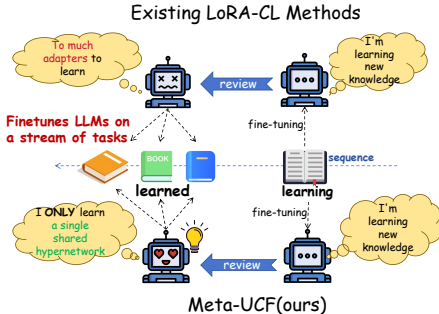 Existing LoRA-CL Methods
To much
adapters to
learn
I'm
learning
new
knowledge
review
Finetunes LLMs on
a stream of tasks
fine-tuning
BOOK
sequence
learned
learning
fine-tuning
I ONLY learn
a single
shared
hypernetwork
I'm
learning
new
knowledge
review
Meta-UCF(ours)